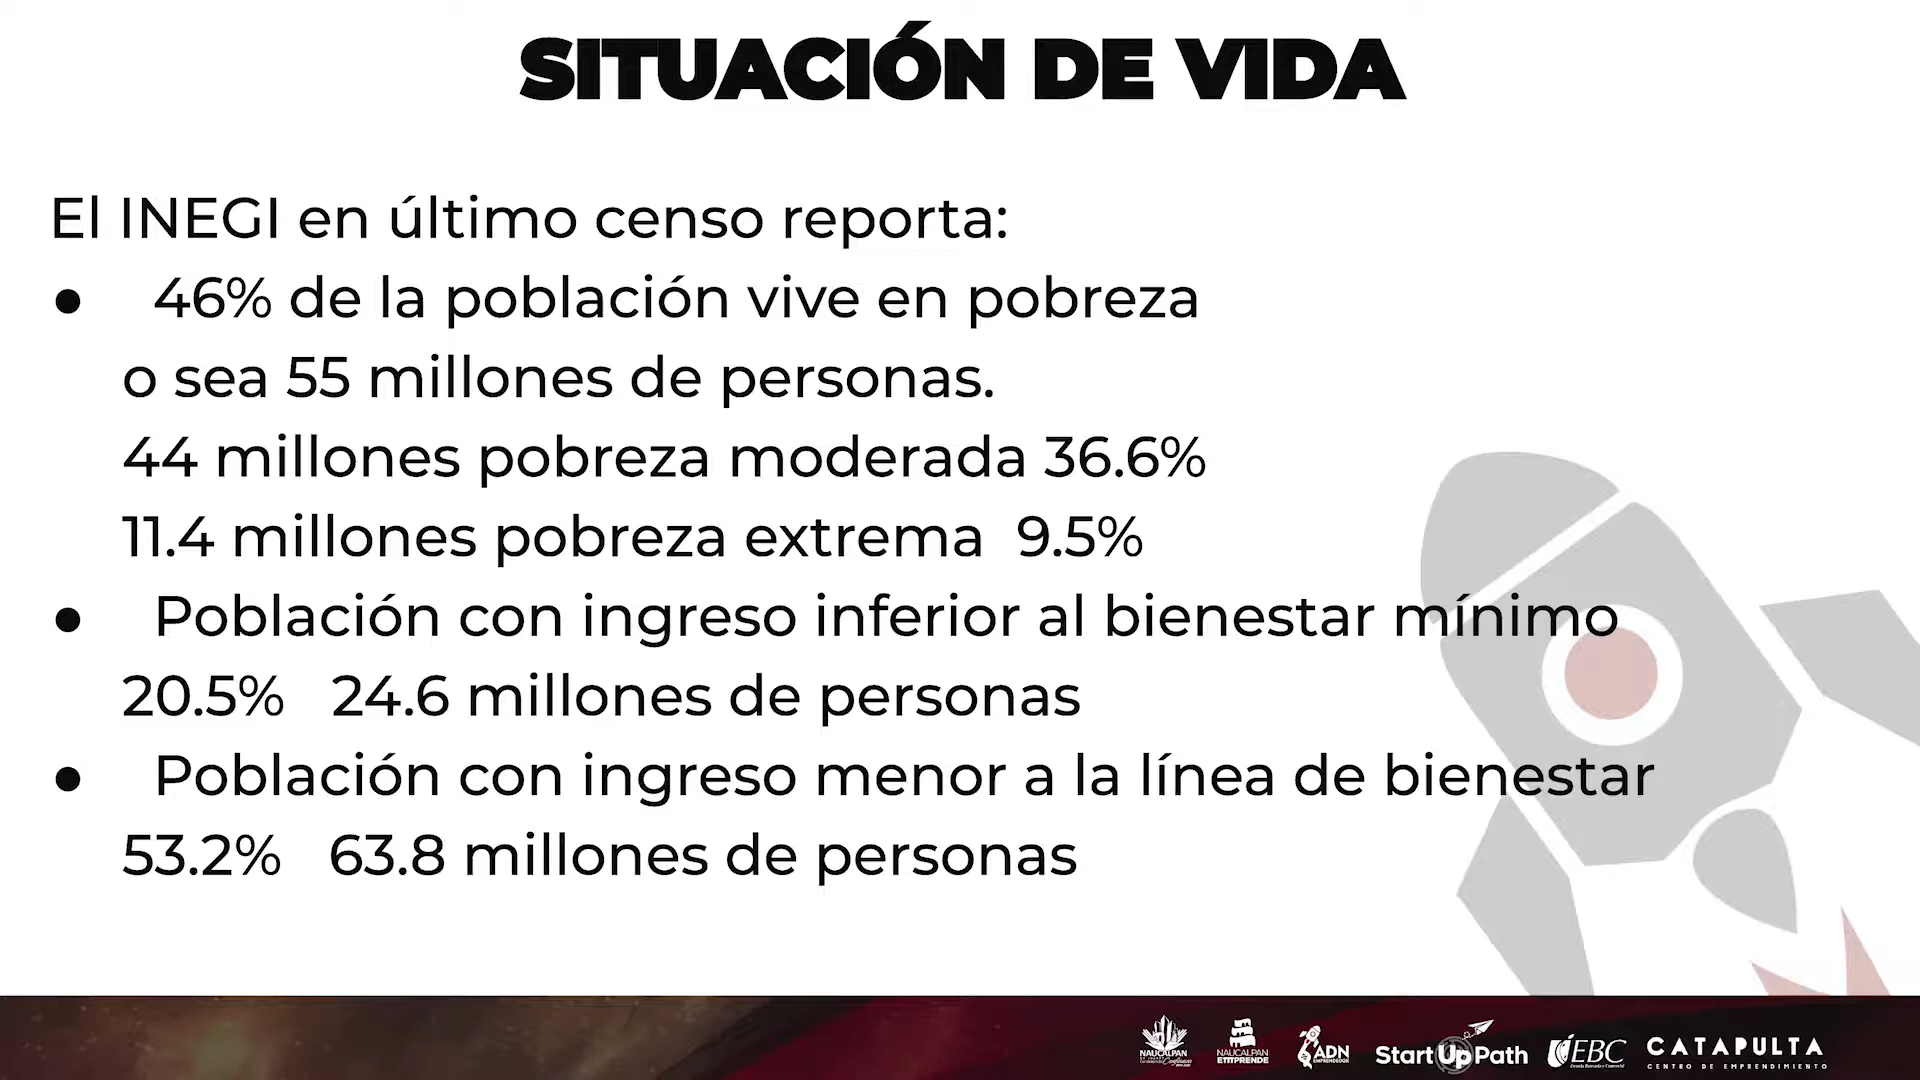 SITUACIÓN DE VIDA
El INEGI en último censo reporta:
● 46% de la población vive en pobreza
o sea 55 millones de personas.
44 millones pobreza moderada 36.6%
11.4 millones pobreza extrema 9.5%
● Población con ingreso inferior al bienestar mínimo
20.5% 24.6 millones de personas
● Población con ingreso menor a la línea de bienestar
53.2% 63.8 millones de personas
NAUCALPAN
NAUCALPAN
EMPRENDE
ADN
EMPRENDEDOR
StartUpPath
EBC
CATAPULTA
CENTRO DE EMPRENDIMIENTO